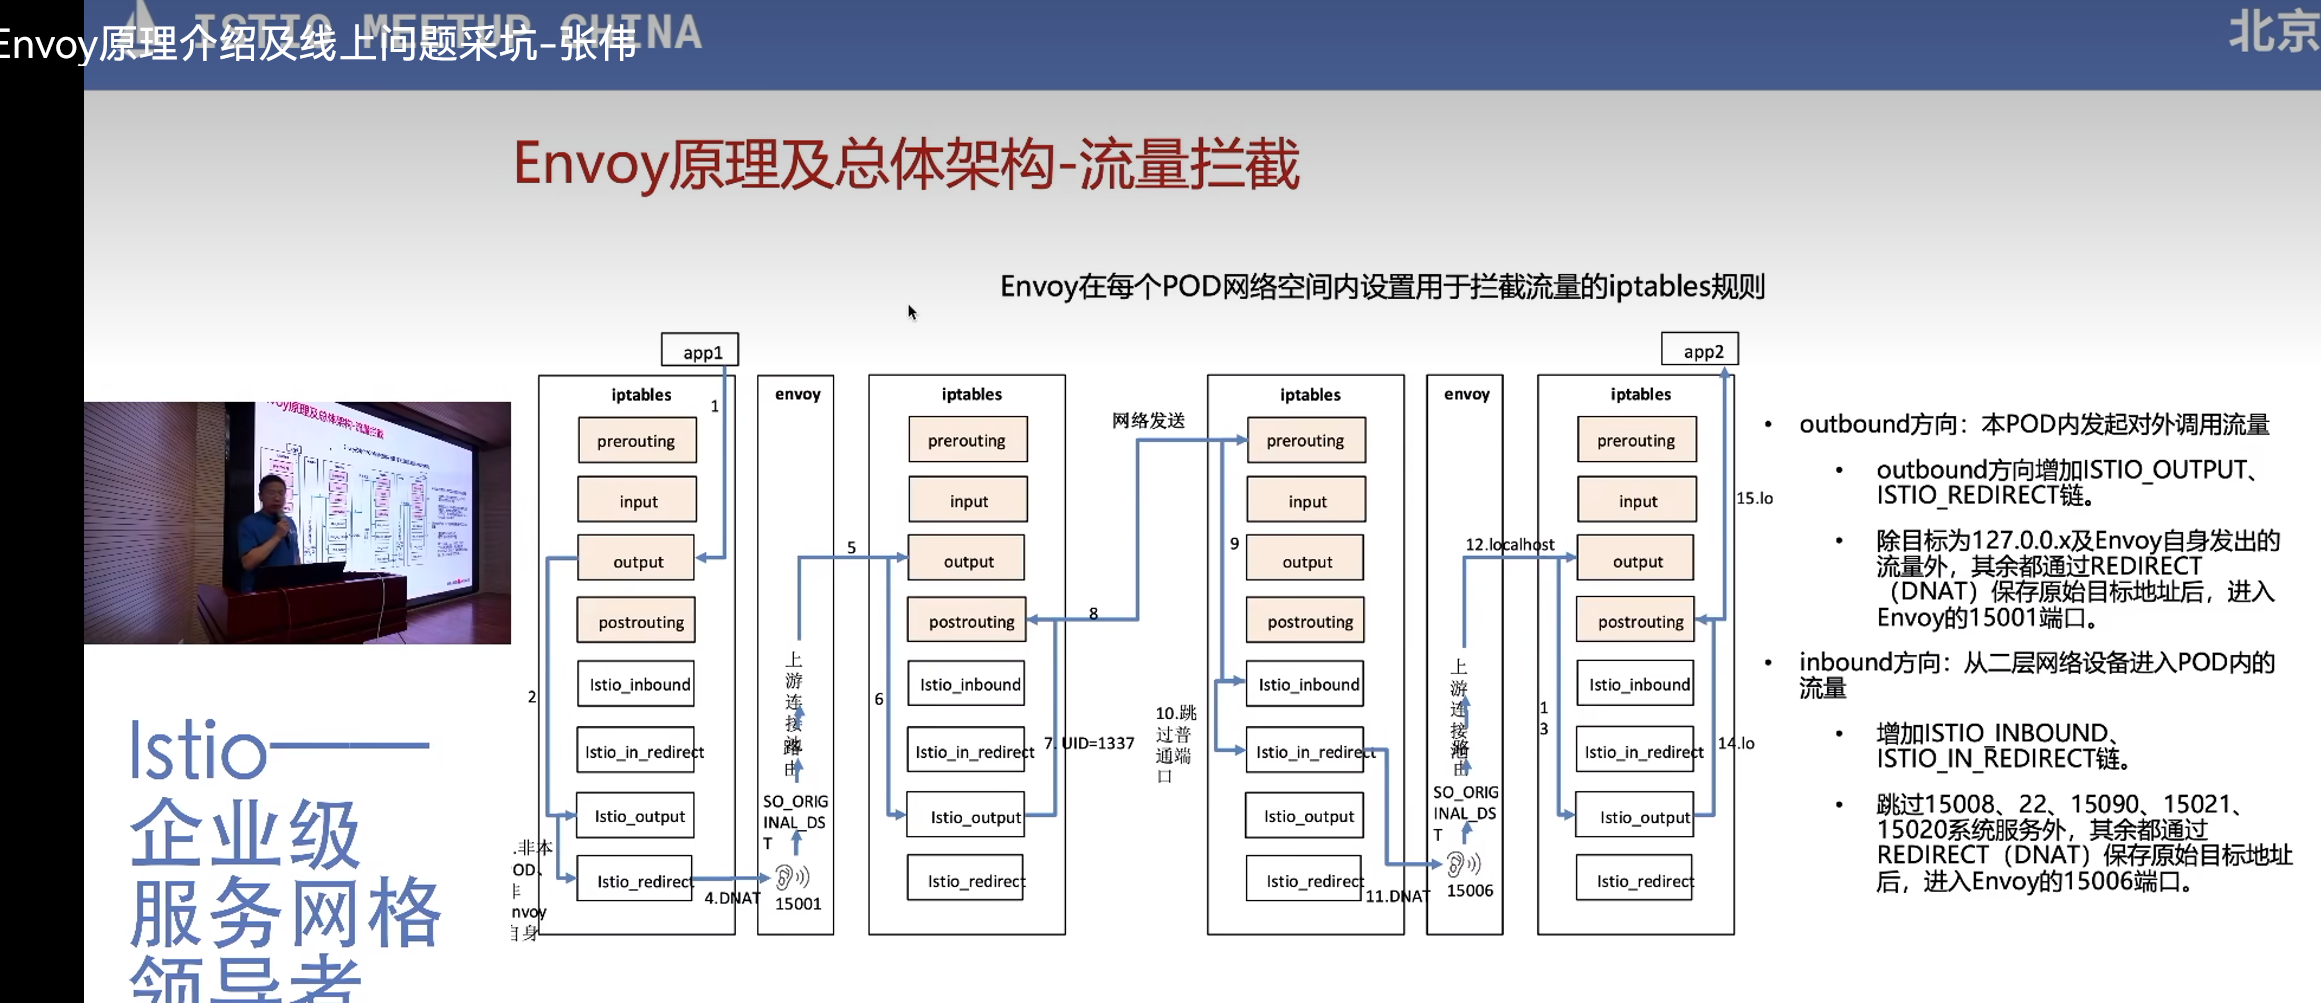 ISTIO MEETUP CHINA
北京
Envoy原理介绍及线上问题采坑-张伟
Envoy原理及总体架构-流量拦截
Envoy在每个POD网络空间内设置用于拦截流量的iptables规则
app1
1
iptables
prerouting
input
output
postrouting
Istio_inbound
Istio_in_redirect
Istio_output
Istio_redirect
2
.非本
OD、
非
nvoy
自身
4.DNAT
envoy
上
游
连
接
路
由
SO_ORIG
INAL_DS
T
15001
5
iptables
prerouting
input
output
postrouting
Istio_inbound
Istio_in_redirect
Istio_output
Istio_redirect
6
7. UID=1337
8
网络发送
iptables
prerouting
input
output
postrouting
Istio_inbound
Istio_in_redirect
Istio_output
Istio_redirect
9
10.跳
过普
通端
口
11.DNAT
envoy
12.localhost
上
游
连
接
由
SO_ORIG
INAL_DS
T
15006
app2
iptables
prerouting
input
output
postrouting
Istio_inbound
Istio_in_redirect
Istio_output
Istio_redirect
1
3
14.lo
15.lo
• outbound方向：本POD内发起对外调用流量
• outbound方向增加ISTIO_OUTPUT、
ISTIO_REDIRECT链。
• 除目标为127.0.0.x及Envoy自身发出的
流量外，其余都通过REDIRECT
（DNAT）保存原始目标地址后，进入
Envoy的15001端口。
• inbound方向：从二层网络设备进入POD内的
流量
• 增加ISTIO_INBOUND、
ISTIO_IN_REDIRECT链。
• 跳过15008、22、15090、15021、
15020系统服务外，其余都通过
REDIRECT（DNAT）保存原始目标地址
后，进入Envoy的15006端口。
Istio——
企业级
服务网格
领导者